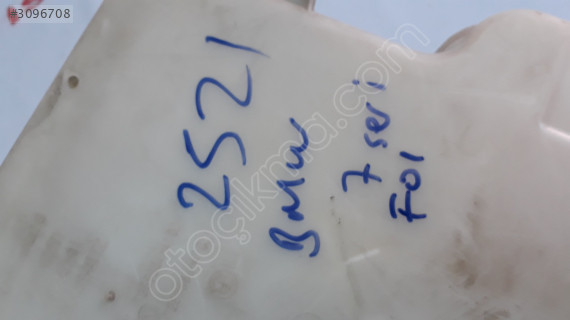 #3096708
2521
BMW
7 seri
F01
otoçıkma.com